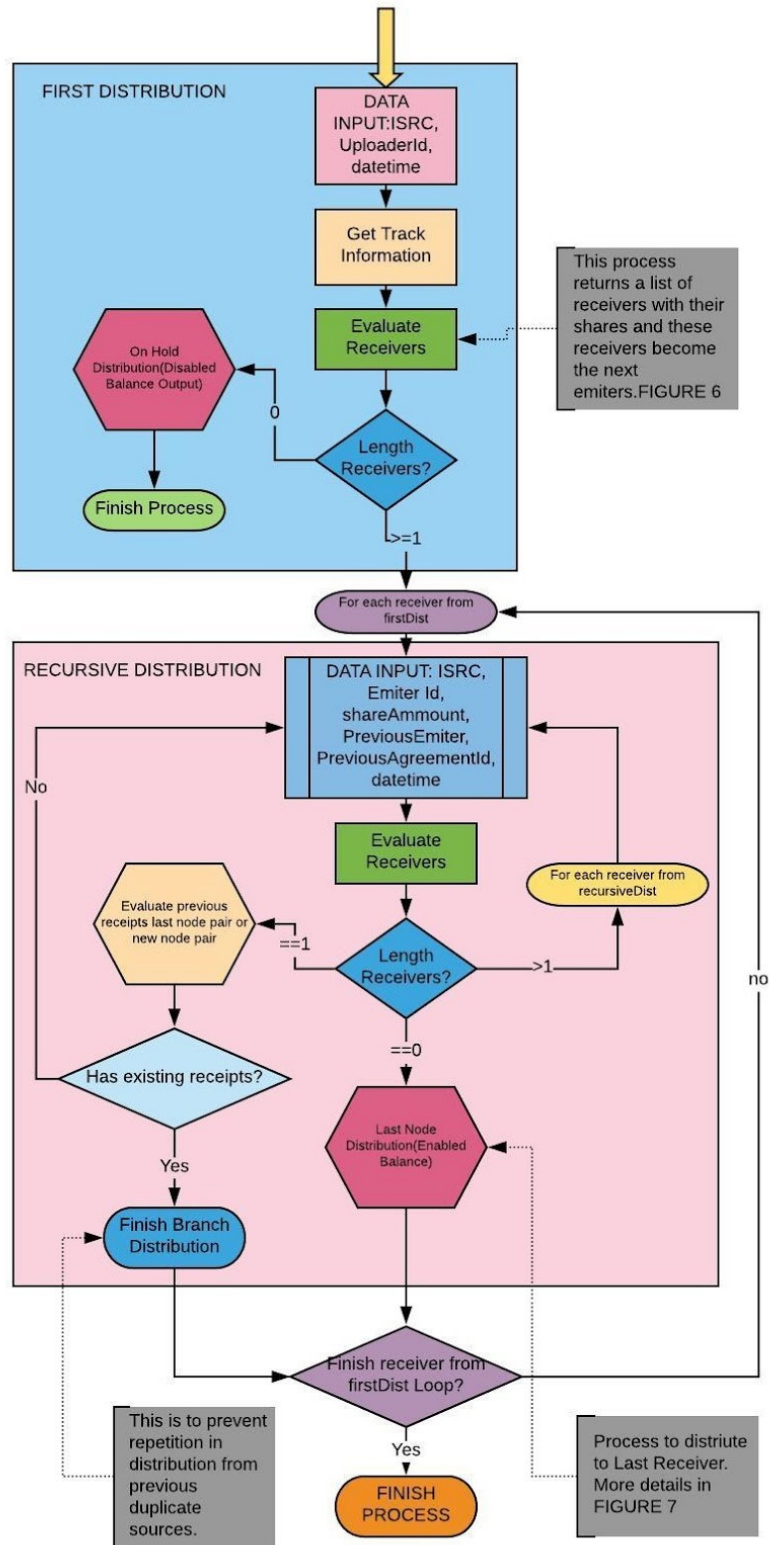 FIRST DISTRIBUTION
DATA
INPUT:ISRC,
UploaderId,
datetime
Get Track
Information
This process
returns a list of
receivers with their
shares and these
receivers become
the next
emiters.FIGURE 6
Evaluate
Receivers
On Hold
Distribution(Disabled
Balance Output)
0
Length
Receivers?
Finish Process
>=1
For each receiver from
firstDist
RECURSIVE DISTRIBUTION
DATA INPUT: ISRC,
Emiter Id,
shareAmmount,
PreviousEmiter,
PreviousAgreementId,
datetime
No
Evaluate
Receivers
For each receiver from
recursiveDist
Evaluate previous
receipts last node pair or
new node pair
==1
Length
Receivers?
>1
no
==0
Has existing receipts?
Last Node
Distribution(Enabled
Balance)
Yes
Finish Branch
Distribution
Finish receiver from
firstDist Loop?
This is to prevent
repetition in
distribution from
previous
duplicate
sources.
Yes
Process to distriute
to Last Receiver.
More details in
FIGURE 7
FINISH
PROCESS